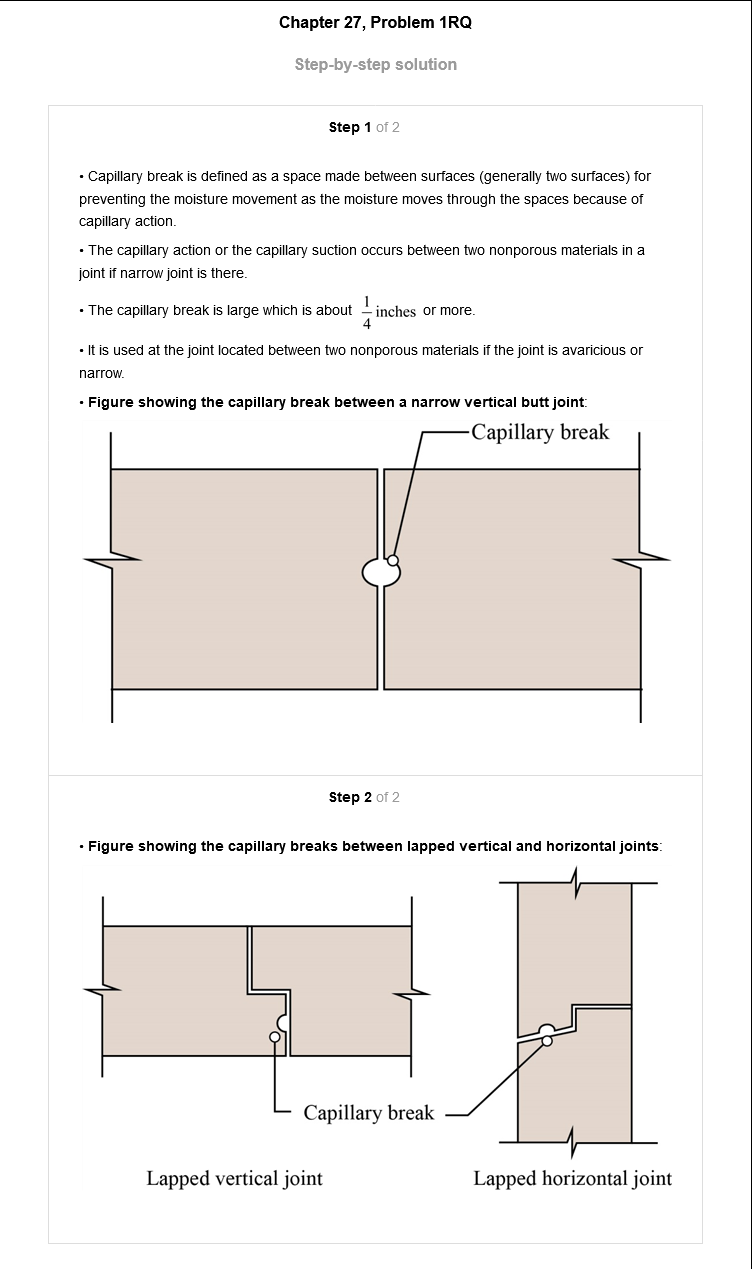 Chapter 27, Problem 1RQ
Step-by-step solution
Step 1 of 2
• Capillary break is defined as a space made between surfaces (generally two surfaces) for
preventing the moisture movement as the moisture moves through the spaces because of
capillary action.
• The capillary action or the capillary suction occurs between two nonporous materials in a
joint if narrow joint is there.
• The capillary break is large which is about 1/4 inches or more.
• It is used at the joint located between two nonporous materials if the joint is avaricious or
narrow.
• Figure showing the capillary break between a narrow vertical butt joint:
Capillary break
Step 2 of 2
• Figure showing the capillary breaks between lapped vertical and horizontal joints:
Capillary break
Lapped vertical joint
Lapped horizontal joint